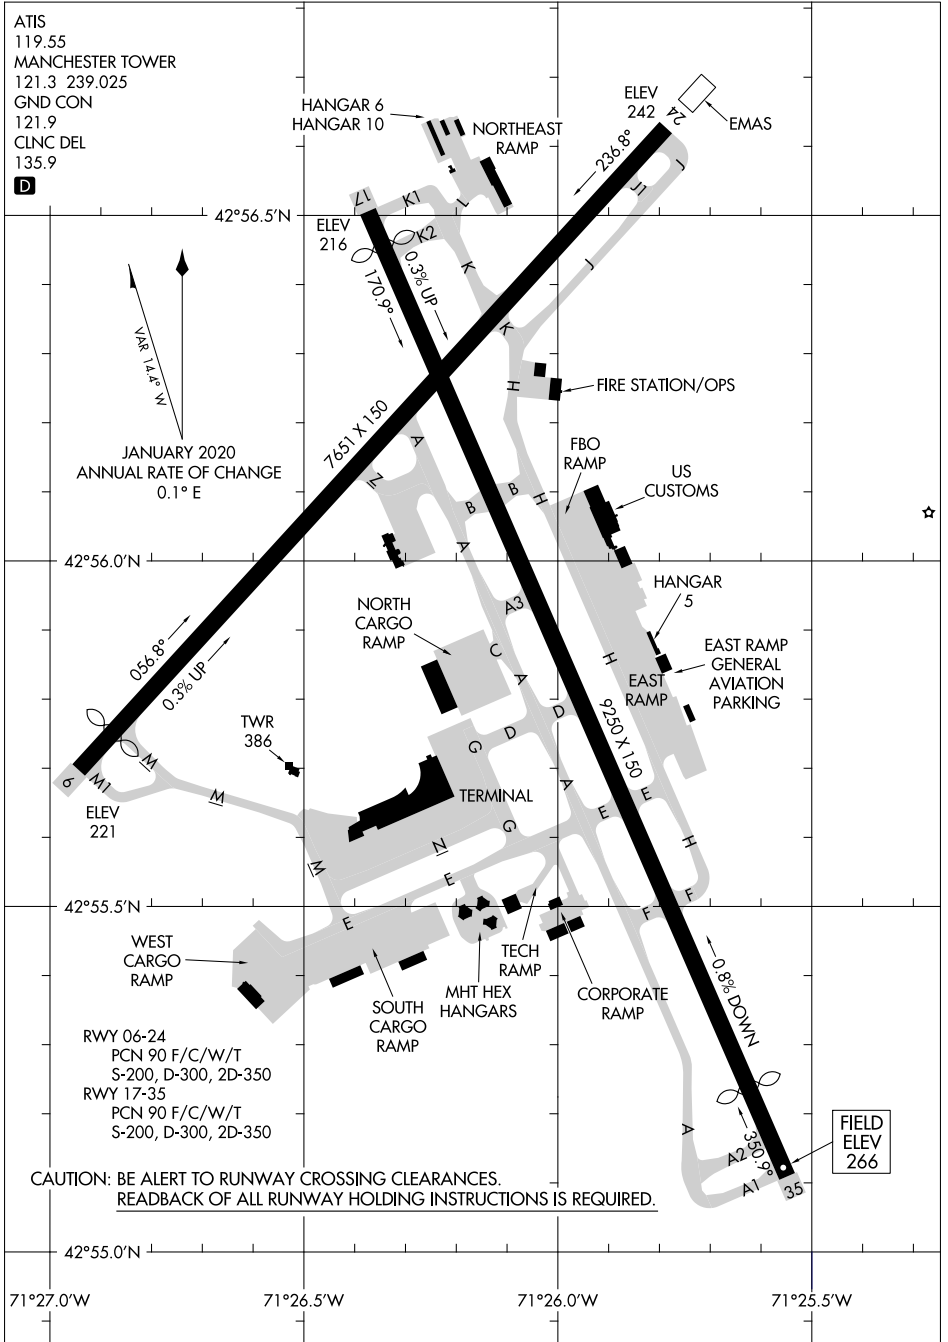 ATIS
119.55
MANCHESTER TOWER
121.3 239.025
GND CON
121.9
CLNC DEL
135.9
D
HANGAR 6
HANGAR 10
NORTHEAST
RAMP
ELEV
242
24
EMAS
236.8°
J
J1
J
17
K1
L
K2
K
K
42°56.5'N
ELEV
216
170.9°
0.3% UP
VAR 14.4° W
JANUARY 2020
ANNUAL RATE OF CHANGE
0.1° E
H
FIRE STATION/OPS
7651 X 150
A
Z
B
B
H
A
FBO
RAMP
US
CUSTOMS
42°56.0'N
NORTH
CARGO
RAMP
A3
C
A
H
HANGAR
5
EAST RAMP
GENERAL
AVIATION
PARKING
EAST
RAMP
056.8°
0.3% UP
TWR
386
G
D
D
9250 X 150
6
M1
M
M
ELEV
221
TERMINAL
A
E
E
G
N
H
M
E
E
F
F
42°55.5'N
WEST
CARGO
RAMP
SOUTH
CARGO
RAMP
MHT HEX
HANGARS
TECH
RAMP
CORPORATE
RAMP
0.8% DOWN
RWY 06-24
PCN 90 F/C/W/T
S-200, D-300, 2D-350
RWY 17-35
PCN 90 F/C/W/T
S-200, D-300, 2D-350
A
A2
A1
350.9°
35
FIELD
ELEV
266
CAUTION: BE ALERT TO RUNWAY CROSSING CLEARANCES.
READBACK OF ALL RUNWAY HOLDING INSTRUCTIONS IS REQUIRED.
42°55.0'N
71°27.0'W
71°26.5'W
71°26.0'W
71°25.5'W